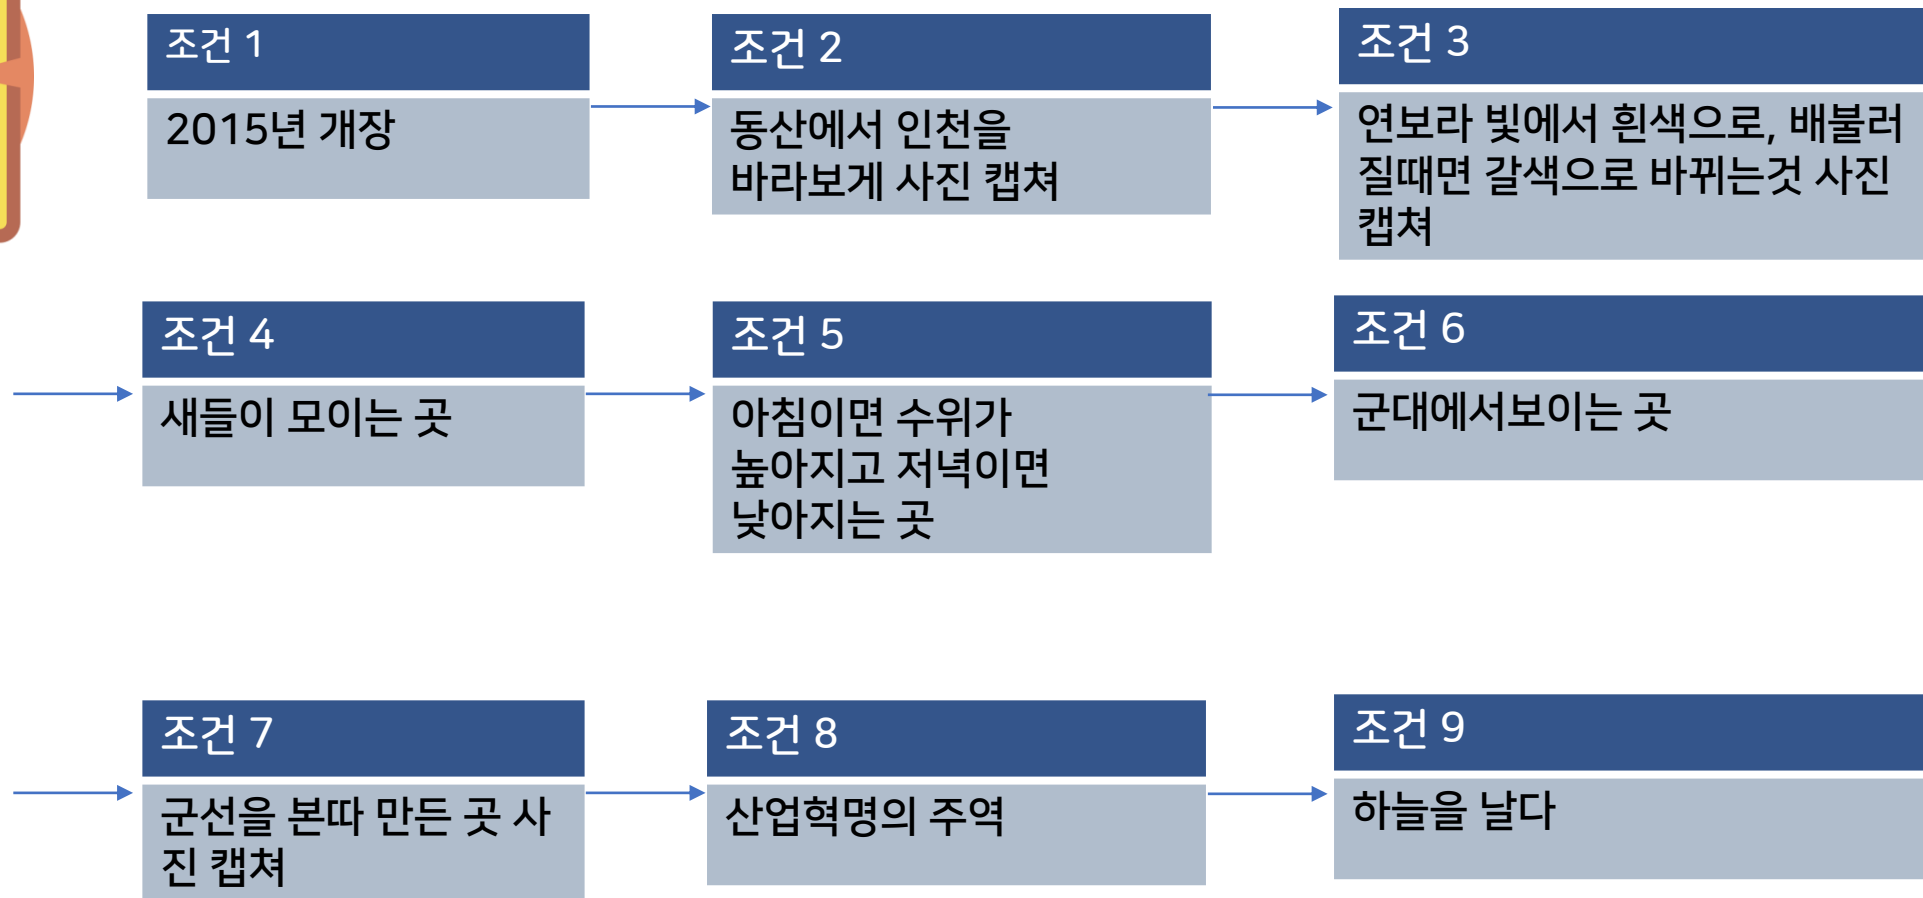 조건 1
2015년 개장
조건 2
동산에서 인천을
바라보게 사진 캡쳐
조건 3
연보라 빛에서 흰색으로, 배불러
질때면 갈색으로 바뀌는것 사진
캡쳐
조건 4
새들이 모이는 곳
조건 5
아침이면 수위가
높아지고 저녁이면
낮아지는 곳
조건 6
군대에서보이는 곳
조건 7
군선을 본따 만든 곳 사
진 캡쳐
조건 8
산업혁명의 주역
조건 9
하늘을 날다